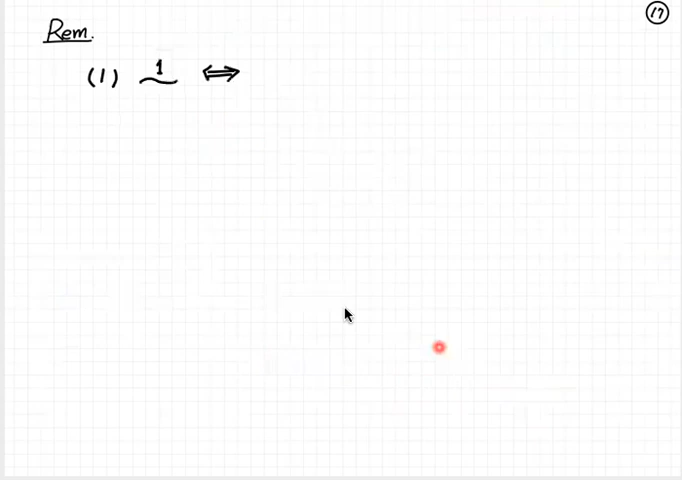 ⑰
Rem.
(1) 1 ~ ⇔